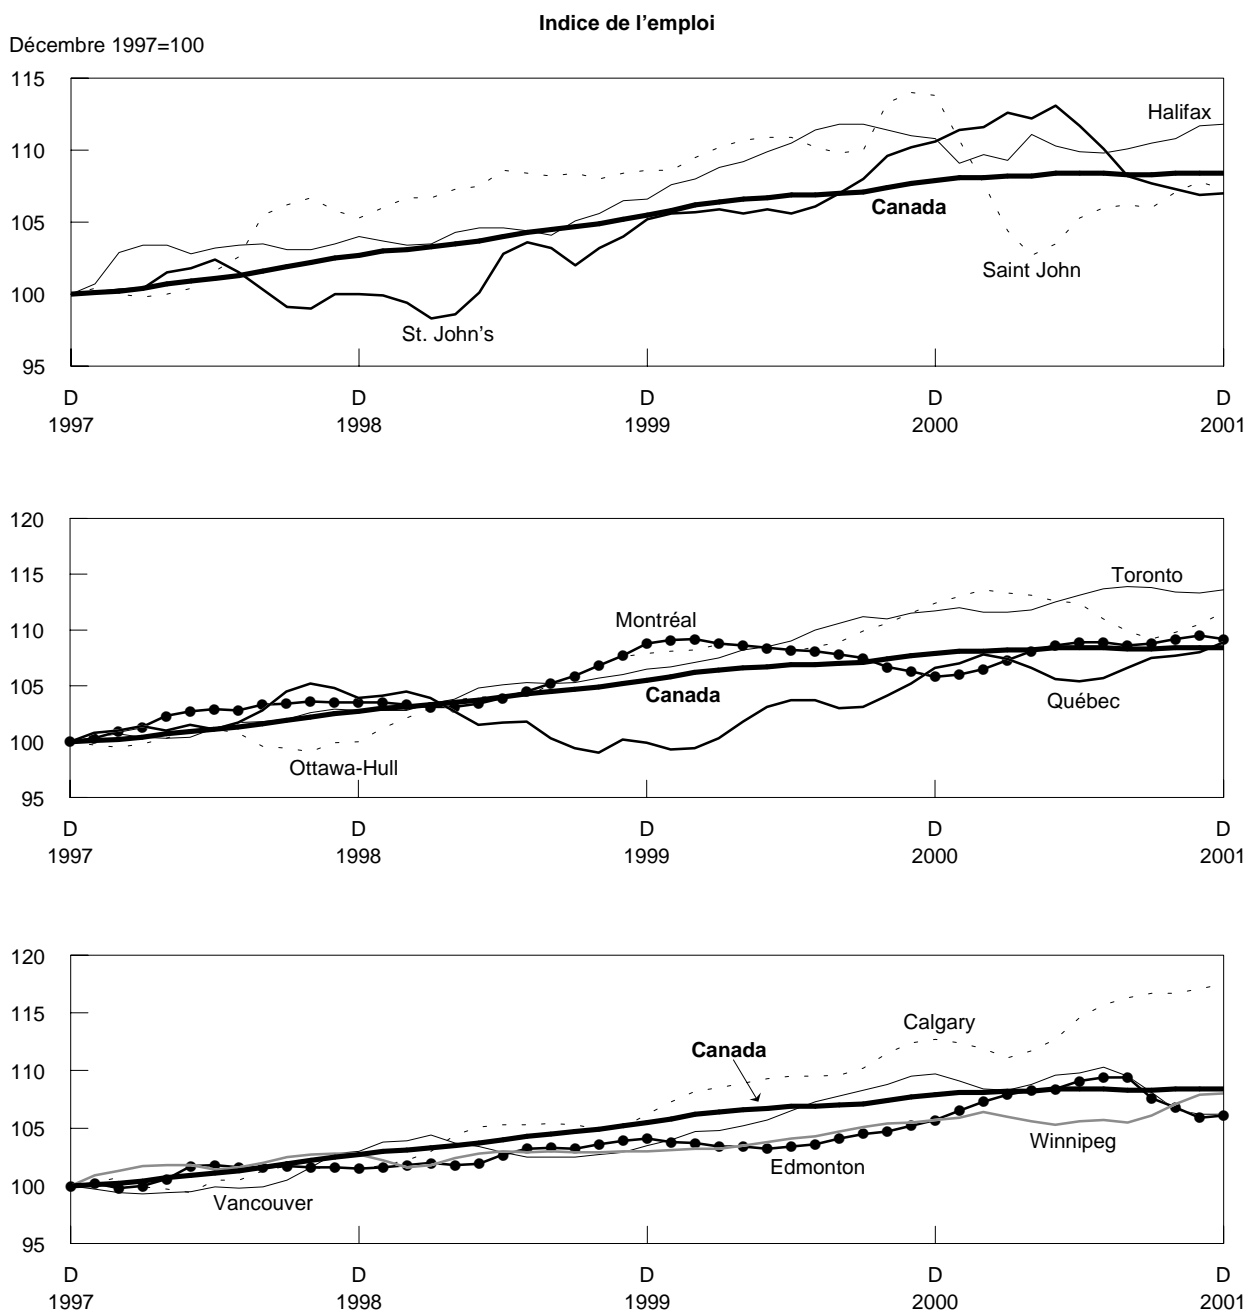 Indice de l'emploi
Décembre 1997=100
115
Halifax
110
Canada
105
Saint John
100
St. John's
95
D D D D D
1997 1998 1999 2000 2001
120
Toronto
115
Montréal
110
Canada
Québec
105
100
Ottawa-Hull
95
D D D D D
1997 1998 1999 2000 2001
120
115
Calgary
Canada
110
105
Winnipeg
Edmonton
100
Vancouver
95
D D D D D
1997 1998 1999 2000 2001